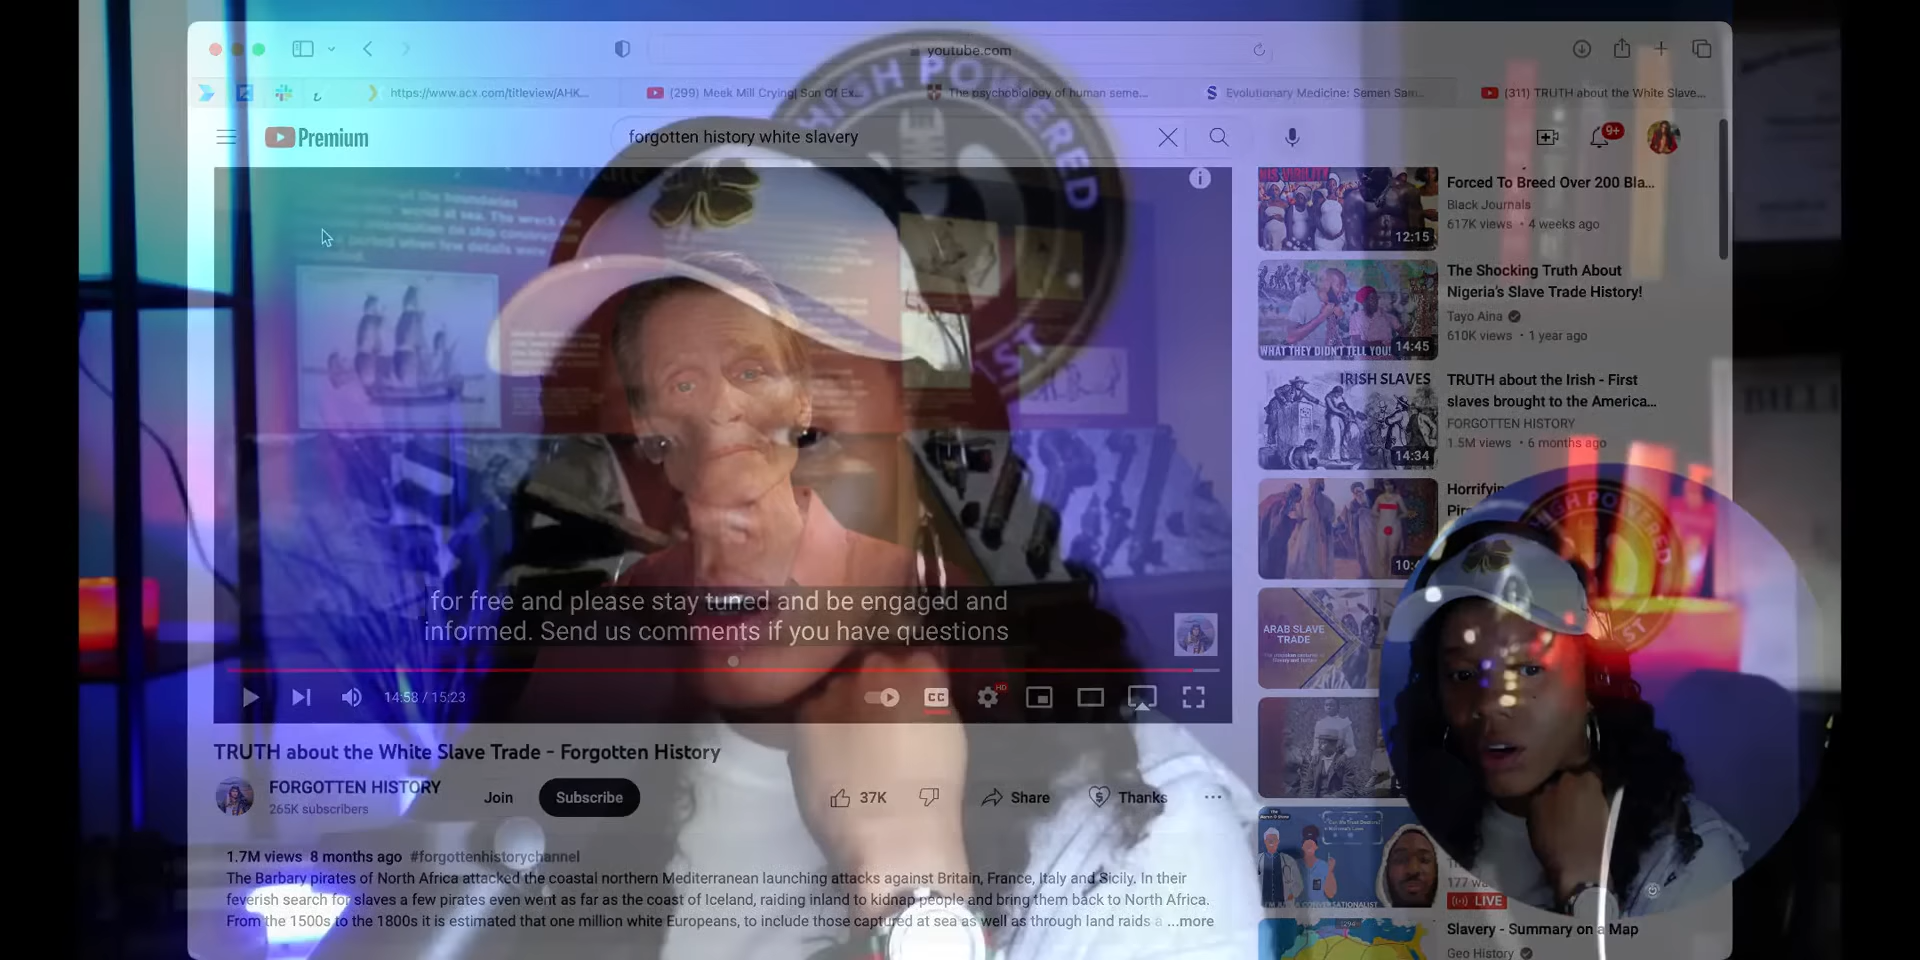 youtube.com
https://www.acx.com/titleview/AHK...
(299) Meek Mill Crying| Son Of Ex...
The psychobiology of human seme...
Evolutionary Medicine: Semen Sam...
(311) TRUTH about the White Slave...
HIGH POWERED
Premium
forgotten history white slavery
9+
for free and please stay tuned and be engaged and
informed. Send us comments if you have questions
14:58 / 15:23
HD
CC
TRUTH about the White Slave Trade - Forgotten History
FORGOTTEN HISTORY
265K subscribers
Join
Subscribe
37K
Share
Thanks
1.7M views 8 months ago #forgottenhistorychannel
The Barbary pirates of North Africa attacked the coastal northern Mediterranean launching attacks against Britain, France, Italy and Sicily. In their
feverish search for slaves a few pirates even went as far as the coast of Iceland, raiding inland to kidnap people and bring them back to North Africa.
From the 1500s to the 1800s it is estimated that one million white Europeans, to include those captured at sea as well as through land raids a ...more
12:15
Forced To Breed Over 200 Bla...
Black Journals
617K views • 4 weeks ago
WHAT THEY DIDN'T TELL YOU!
14:45
The Shocking Truth About
Nigeria's Slave Trade History!
Tayo Aina
610K views • 1 year ago
IRISH SLAVES
14:34
TRUTH about the Irish - First
slaves brought to the America...
FORGOTTEN HISTORY
1.5M views • 6 months ago
HIGH POWERED
ARAB SLAVE
TRADE
LIVE
Slavery - Summary on a Map
Geo History